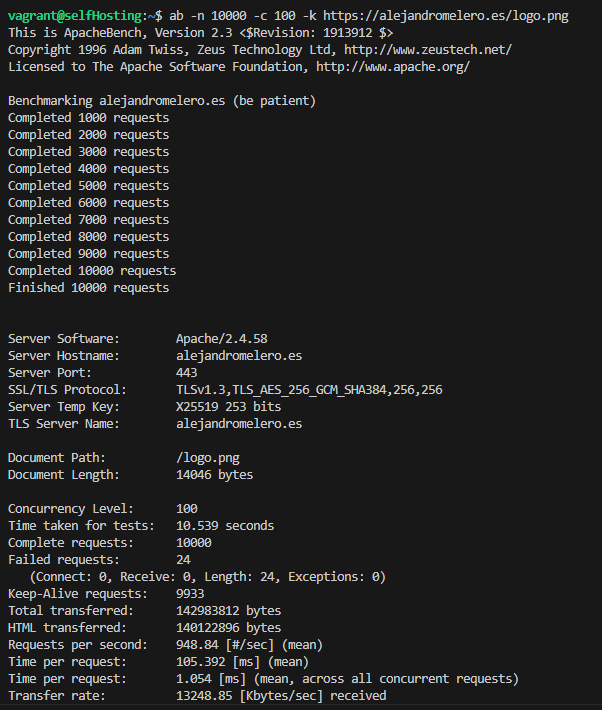 vagrant@selfHosting:~$ ab -n 10000 -c 100 -k https://alejandromelero.es/logo.png
This is ApacheBench, Version 2.3 <$Revision: 1913912 $>
Copyright 1996 Adam Twiss, Zeus Technology Ltd, http://www.zeustech.net/
Licensed to The Apache Software Foundation, http://www.apache.org/

Benchmarking alejandromelero.es (be patient)
Completed 1000 requests
Completed 2000 requests
Completed 3000 requests
Completed 4000 requests
Completed 5000 requests
Completed 6000 requests
Completed 7000 requests
Completed 8000 requests
Completed 9000 requests
Completed 10000 requests
Finished 10000 requests


Server Software:        Apache/2.4.58
Server Hostname:        alejandromelero.es
Server Port:            443
SSL/TLS Protocol:       TLSv1.3,TLS_AES_256_GCM_SHA384,256,256
Server Temp Key:        X25519 253 bits
TLS Server Name:        alejandromelero.es

Document Path:          /logo.png
Document Length:        14046 bytes

Concurrency Level:      100
Time taken for tests:   10.539 seconds
Complete requests:      10000
Failed requests:        24
   (Connect: 0, Receive: 0, Length: 24, Exceptions: 0)
Keep-Alive requests:    9933
Total transferred:      142983812 bytes
HTML transferred:       140122896 bytes
Requests per second:    948.84 [#/sec] (mean)
Time per request:       105.392 [ms] (mean)
Time per request:       1.054 [ms] (mean, across all concurrent requests)
Transfer rate:          13248.85 [Kbytes/sec] received